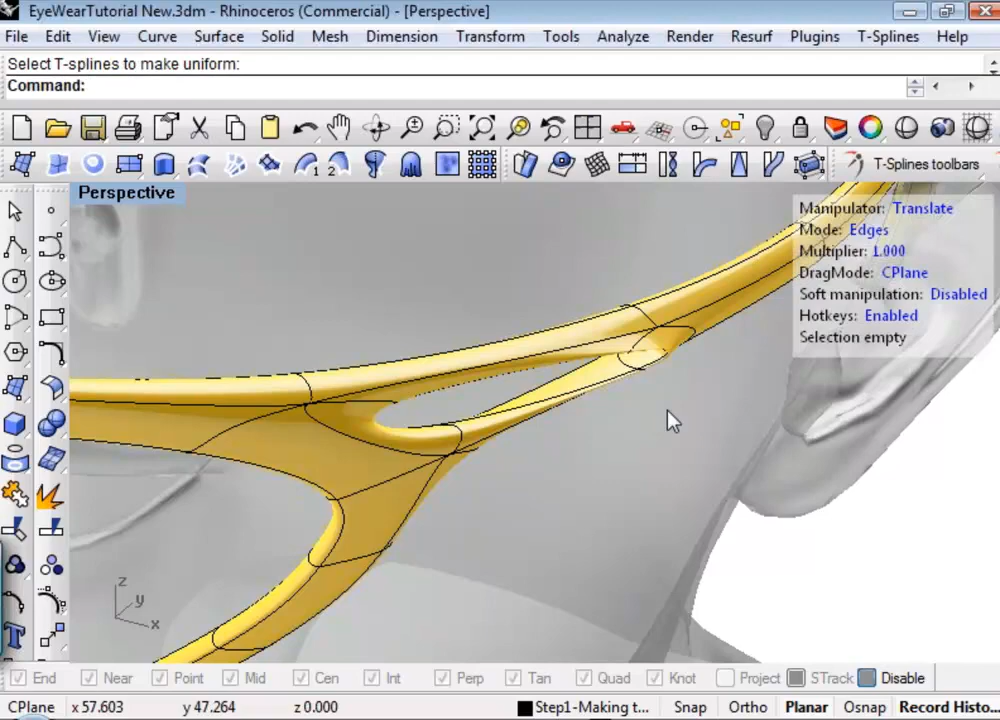 EyeWearTutorial New.3dm - Rhinoceros (Commercial) - [Perspective]
File Edit View Curve Surface Solid Mesh Dimension Transform Tools Analyze Render Resurf Plugins T-Splines Help
Select T-splines to make uniform:
Command:
T-Splines toolbars
Perspective
Manipulator: Translate
Mode: Edges
Multiplier: 1.000
DragMode: CPlane
Soft manipulation: Disabled
Hotkeys: Enabled
Selection empty
z
y
x
End Near Point Mid Cen Int Perp Tan Quad Knot Project STrack Disable
CPlane x 57.603 y 47.264 z 0.000 Step1-Making t... Snap Ortho Planar Osnap Record Histo...